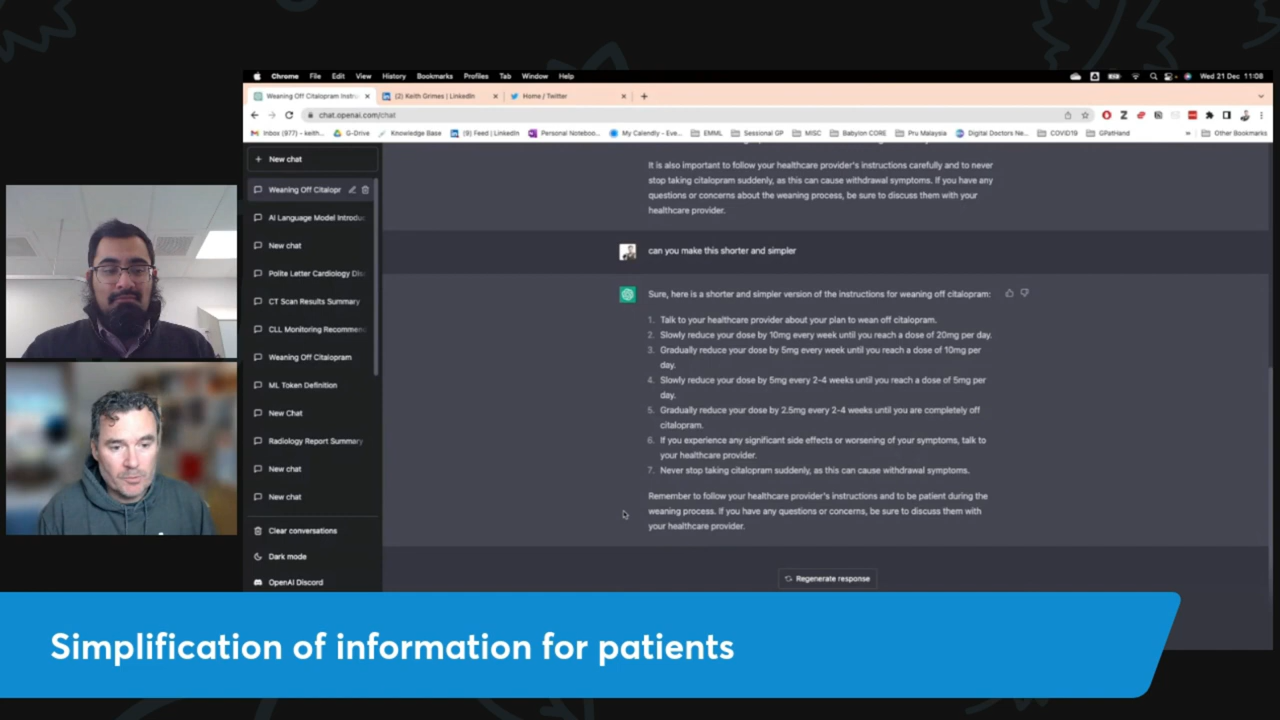 Chrome File Edit View History Bookmarks Profiles Tab Window Help Wed 21 Dec 11:08
Weaning Off Citalopram Instru (2) Keith Grimes | LinkedIn Home / Twitter
chat.openai.com/chat
Inbox (977) - keith... G-Drive Knowledge Base (9) Feed | LinkedIn Personal Noteboo... My Calendly - Eve... EMML Sessional GP MISC Babylon CORE Pru Malaysia Digital Doctors Ne... COVID19 GPatHand Other Bookmarks
New chat
Weaning Off Citalopr
AI Language Model Introduc
New chat
Polite Letter Cardiology Dis
CT Scan Results Summary
CLL Monitoring Recommen
Weaning Off Citalopram
ML Token Definition
New Chat
Radiology Report Summary
New chat
New chat
Clear conversations
Dark mode
OpenAI Discord
It is also important to follow your healthcare provider's instructions carefully and to never
stop taking citalopram suddenly, as this can cause withdrawal symptoms. If you have any
questions or concerns about the weaning process, be sure to discuss them with your
healthcare provider.
can you make this shorter and simpler
Sure, here is a shorter and simpler version of the instructions for weaning off citalopram:
1. Talk to your healthcare provider about your plan to wean off citalopram.
2. Slowly reduce your dose by 10mg every week until you reach a dose of 20mg per day.
3. Gradually reduce your dose by 5mg every week until you reach a dose of 10mg per
day.
4. Slowly reduce your dose by 5mg every 2-4 weeks until you reach a dose of 5mg per
day.
5. Gradually reduce your dose by 2.5mg every 2-4 weeks until you are completely off
citalopram.
6. If you experience any significant side effects or worsening of your symptoms, talk to
your healthcare provider.
7. Never stop taking citalopram suddenly, as this can cause withdrawal symptoms.
Remember to follow your healthcare provider's instructions and to be patient during the
weaning process. If you have any questions or concerns, be sure to discuss them with
your healthcare provider.
Regenerate response
Simplification of information for patients